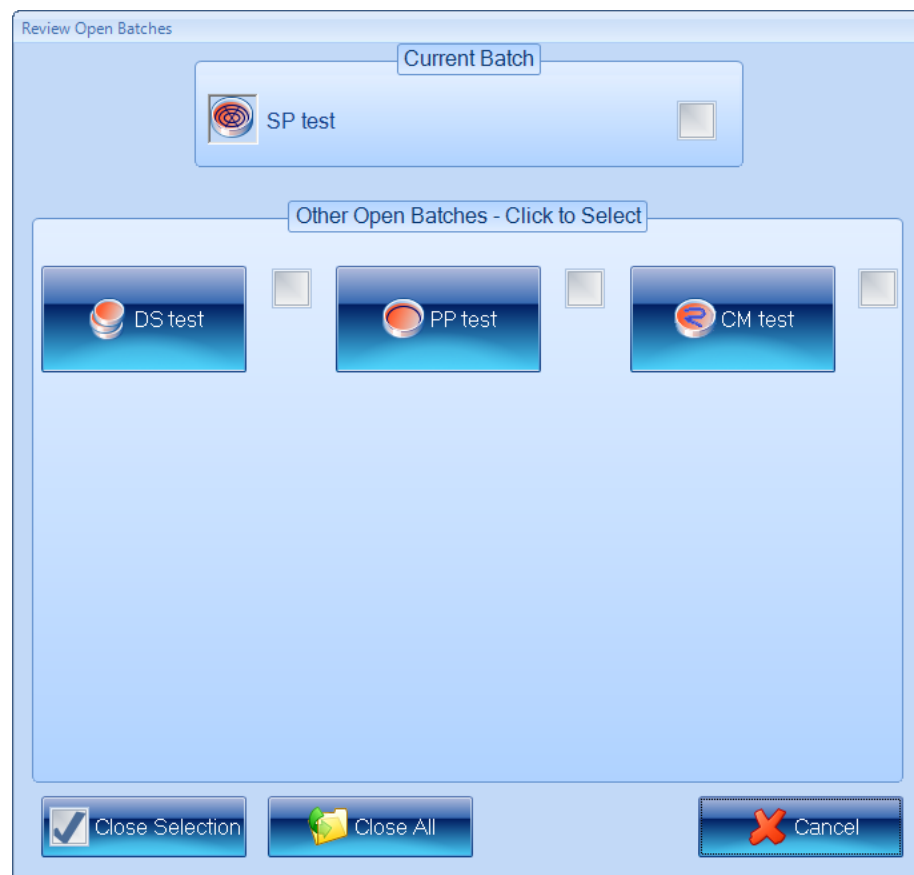 Review Open Batches
Current Batch
SP test
Other Open Batches - Click to Select
DS test
PP test
CM test
Close Selection
Close All
Cancel